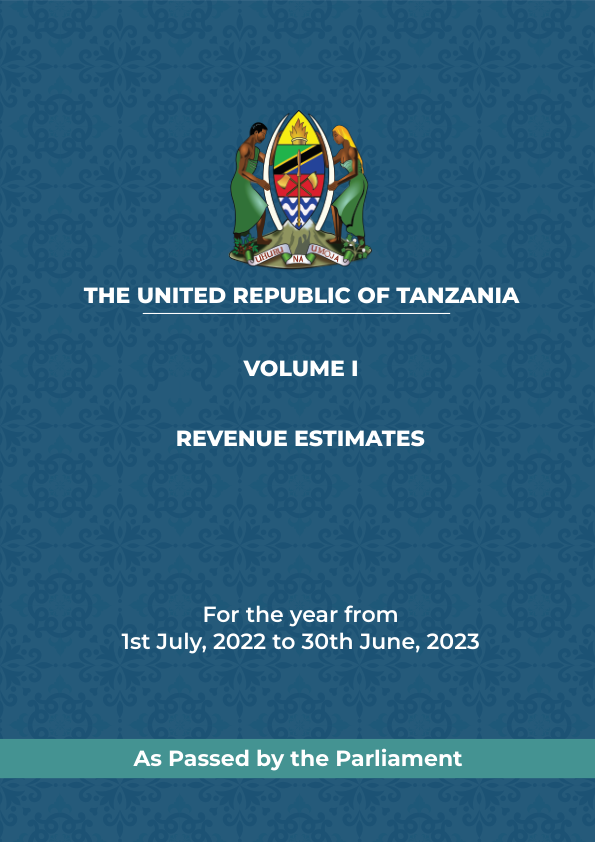 UHURU NA UMOJA
THE UNITED REPUBLIC OF TANZANIA
VOLUME I
REVENUE ESTIMATES
For the year from
1st July, 2022 to 30th June, 2023
As Passed by the Parliament